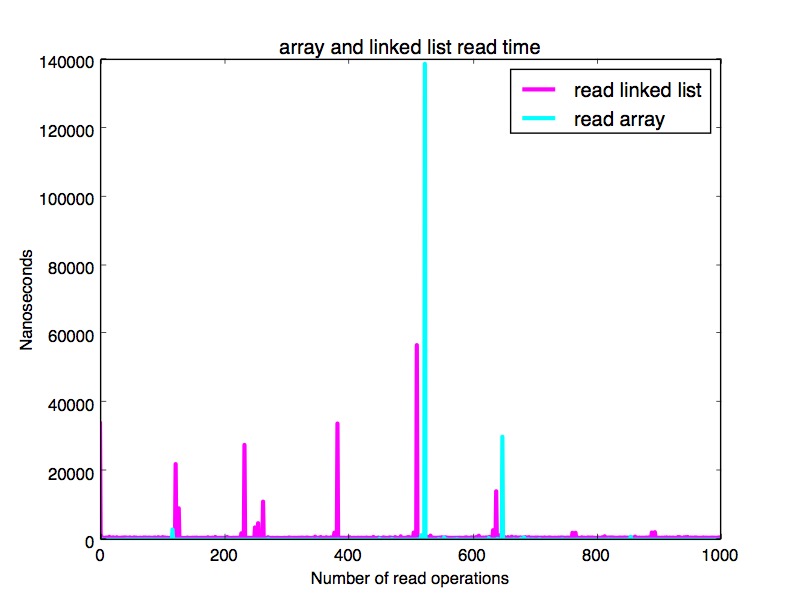 array and linked list read time
140000
120000
100000
80000
60000
40000
20000
0
Nanoseconds
read linked list
read array
0 200 400 600 800 1000
Number of read operations